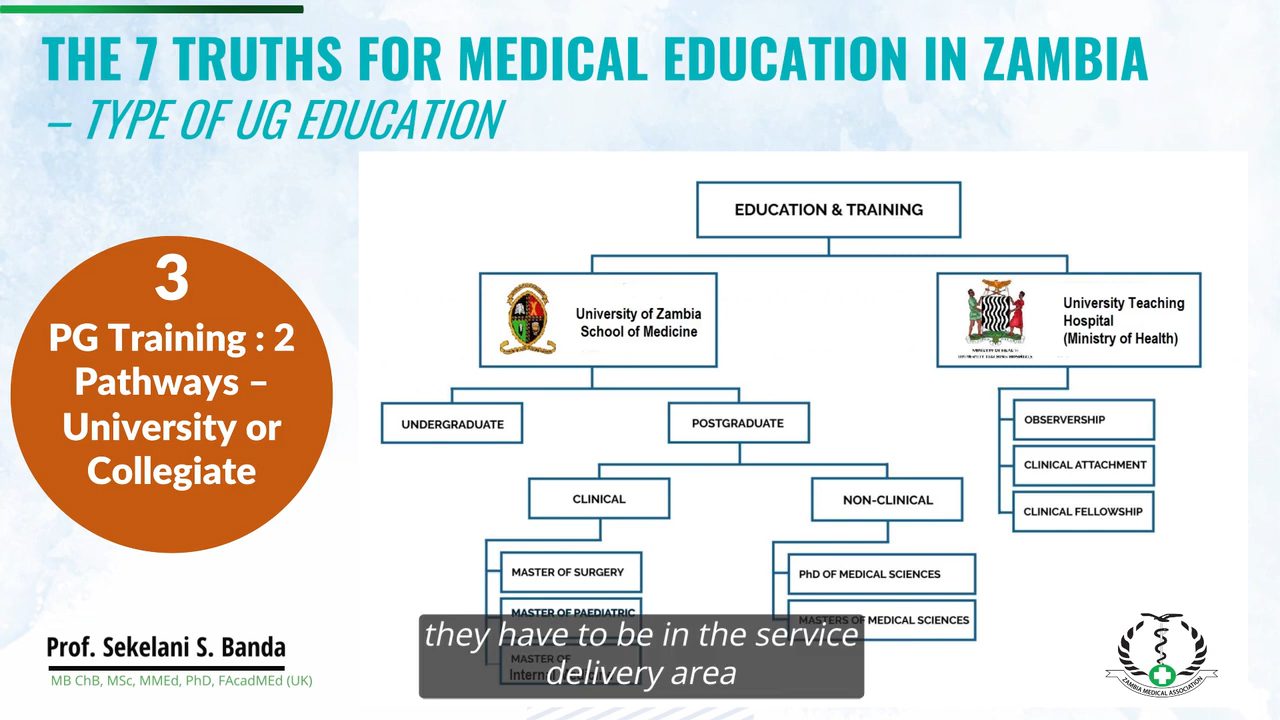 THE 7 TRUTHS FOR MEDICAL EDUCATION IN ZAMBIA
– TYPE OF UG EDUCATION
3
PG Training : 2
Pathways –
University or
Collegiate
EDUCATION & TRAINING
University of Zambia
School of Medicine
University Teaching
Hospital
(Ministry of Health)
UNDERGRADUATE
POSTGRADUATE
OBSERVERSHIP
CLINICAL ATTACHMENT
CLINICAL FELLOWSHIP
CLINICAL
NON-CLINICAL
MASTER OF SURGERY
MASTER OF PAEDIATRIC
MASTER OF
PhD OF MEDICAL SCIENCES
MASTERS OF MEDICAL SCIENCES
they have to be in the service
delivery area
Prof. Sekelani S. Banda
MB ChB, MSc, MMEd, PhD, FAcadMEd (UK)
ZAMBIA MEDICAL ASSOCIATION